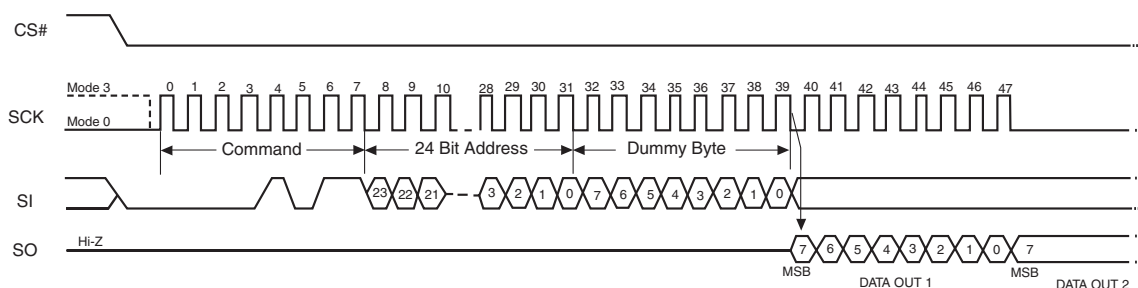 CS#
Mode 3
0 1 2 3 4 5 6 7 8 9 10 28 29 30 31 32 33 34 35 36 37 38 39 40 41 42 43 44 45 46 47
SCK
Mode 0
Command 24 Bit Address Dummy Byte
SI
23 22 21 3 2 1 0 7 6 5 4 3 2 1 0
SO
Hi-Z
7 6 5 4 3 2 1 0 7
MSB MSB
DATA OUT 1 DATA OUT 2